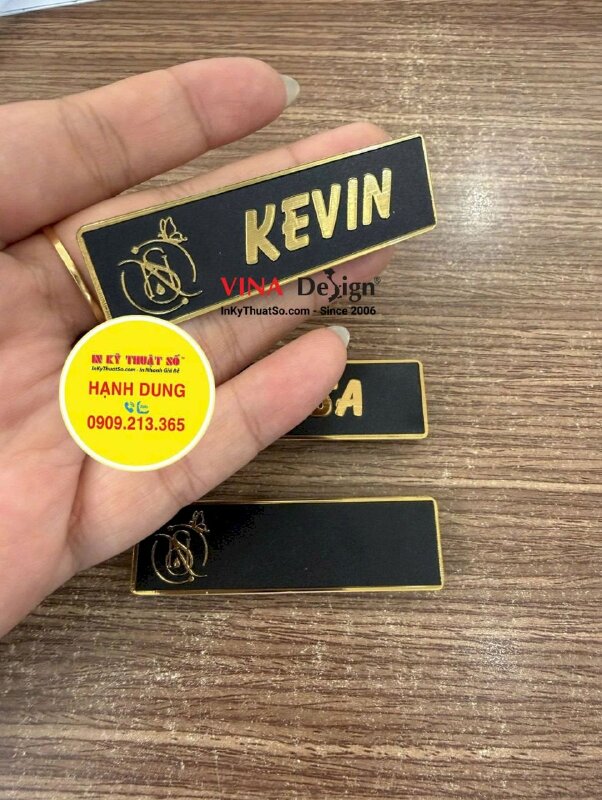 KEVIN
VINA Design®
InKyThuatSo.com - Since 2006
IN KỸ THUẬT SỐ
InKyThuatSo.com - In Nhanh Giá Rẻ
HẠNH DUNG
0909.213.365